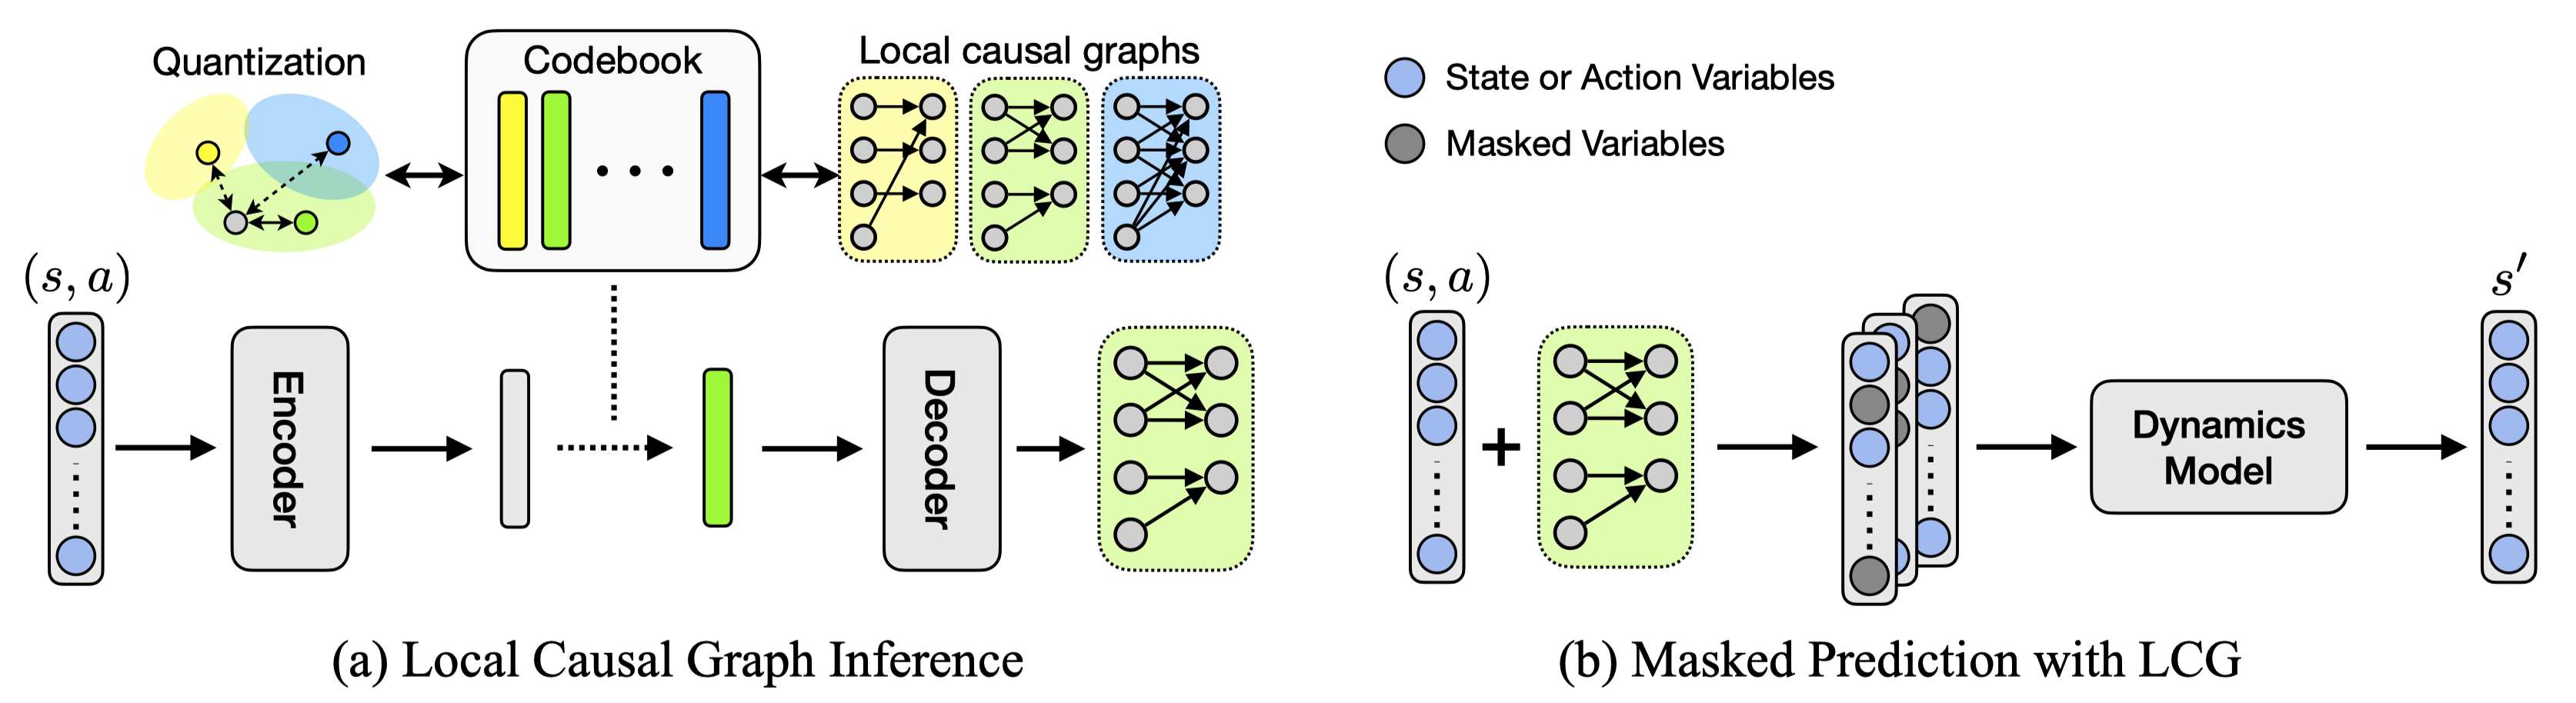 Quantization
Codebook
Local causal graphs
(s, a)
Encoder
Decoder
(a) Local Causal Graph Inference
State or Action Variables
Masked Variables
(s, a)
+
Dynamics
Model
s′
(b) Masked Prediction with LCG